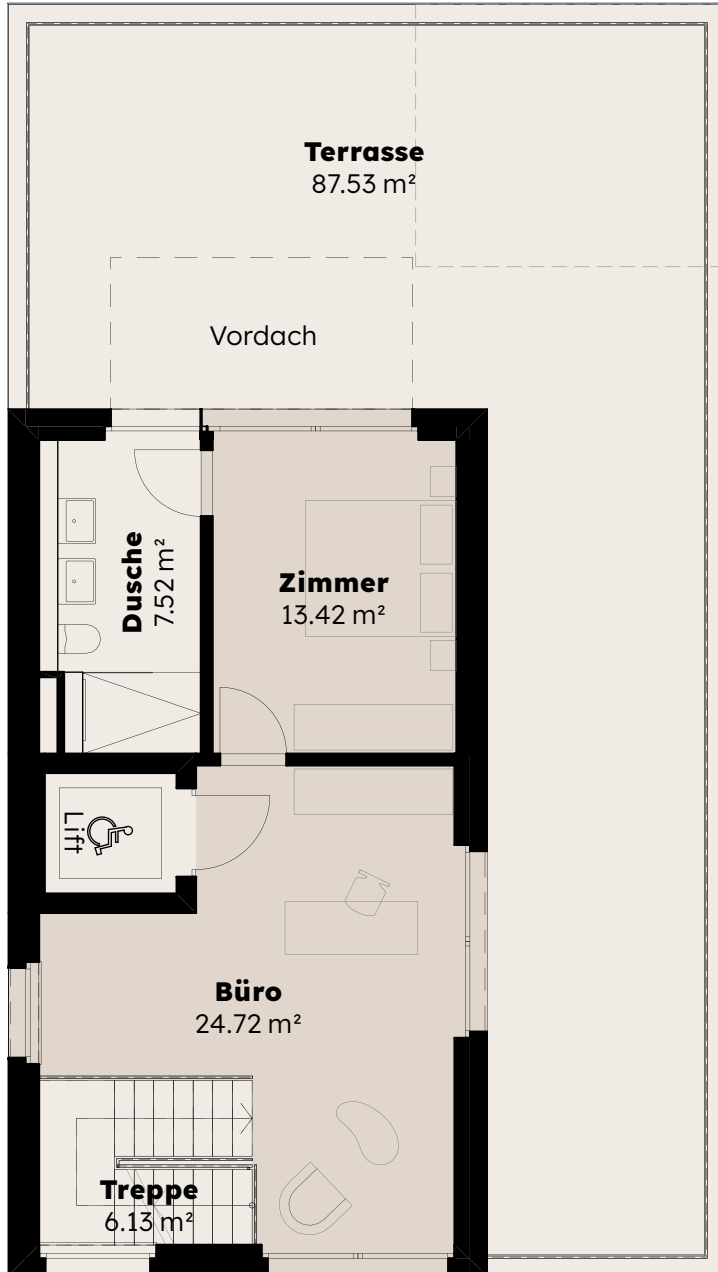 Terrasse
87.53 m²
Vordach
Dusche
7.52 m²
Zimmer
13.42 m²
Lift
Büro
24.72 m²
Treppe
6.13 m²